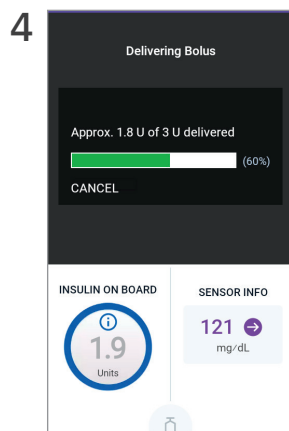 4
Delivering Bolus
Approx. 1.8 U of 3 U delivered
(60%)
CANCEL
INSULIN ON BOARD
1.9
Units
SENSOR INFO
121
mg/dL